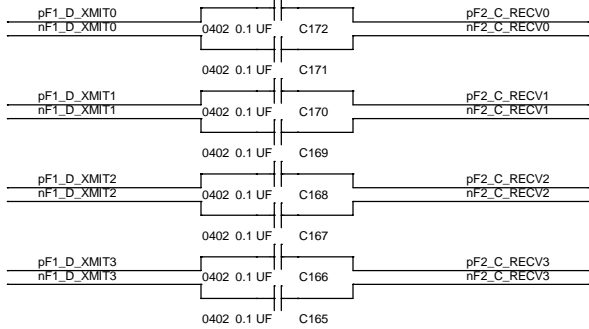 pF1_D_XMIT0 pF2_C_RECV0
nF1_D_XMIT0 0402 0.1 UF C172 nF2_C_RECV0
0402 0.1 UF C171
pF1_D_XMIT1 pF2_C_RECV1
nF1_D_XMIT1 0402 0.1 UF C170 nF2_C_RECV1
0402 0.1 UF C169
pF1_D_XMIT2 pF2_C_RECV2
nF1_D_XMIT2 0402 0.1 UF C168 nF2_C_RECV2
0402 0.1 UF C167
pF1_D_XMIT3 pF2_C_RECV3
nF1_D_XMIT3 0402 0.1 UF C166 nF2_C_RECV3
0402 0.1 UF C165